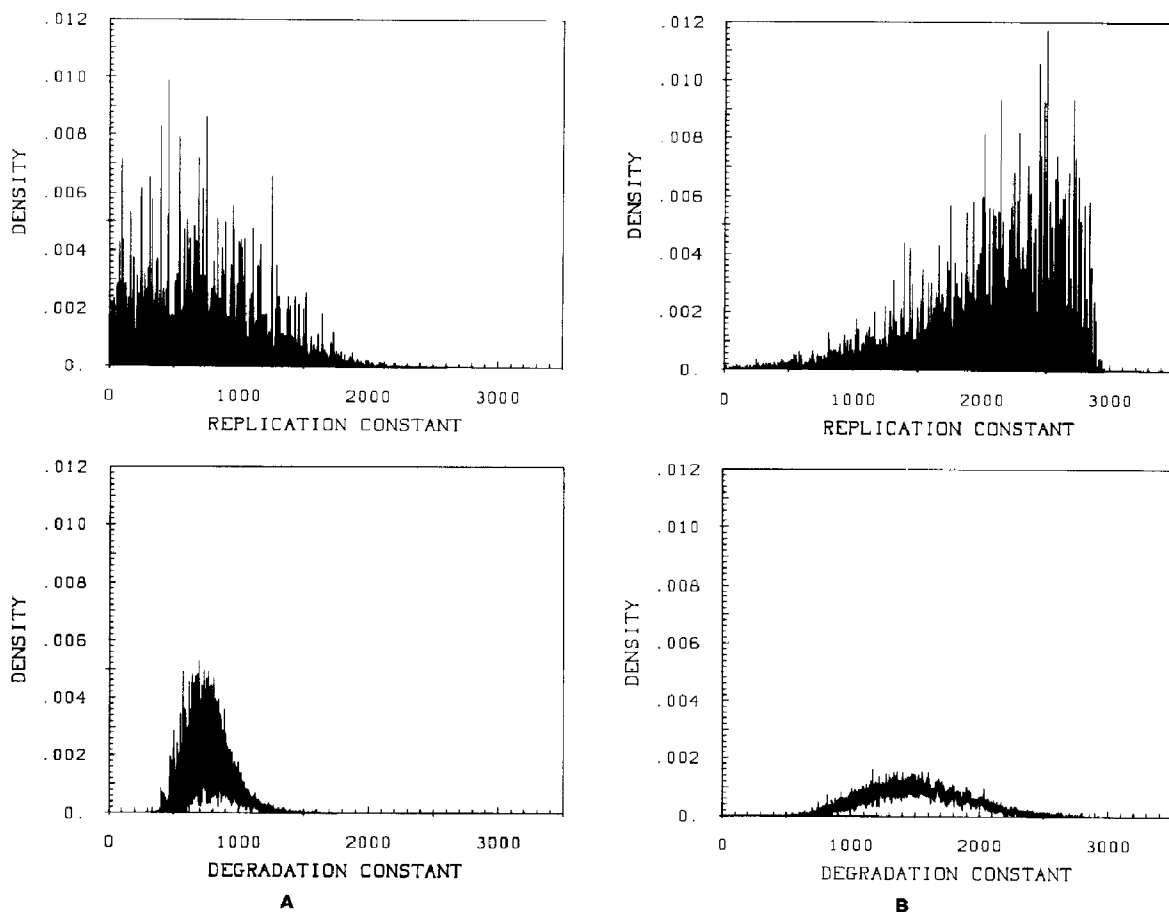 .012
.010
.008
.006
.004
.002
0.
DENSITY
0 1000 2000 3000
REPLICATION CONSTANT
.012
.010
.008
.006
.004
.002
0.
DENSITY
0 1000 2000 3000
REPLICATION CONSTANT
.012
.010
.008
.006
.004
.002
0.
DENSITY
0 1000 2000 3000
DEGRADATION CONSTANT
A
.012
.010
.008
.006
.004
.002
0.
DENSITY
0 1000 2000 3000
DEGRADATION CONSTANT
B